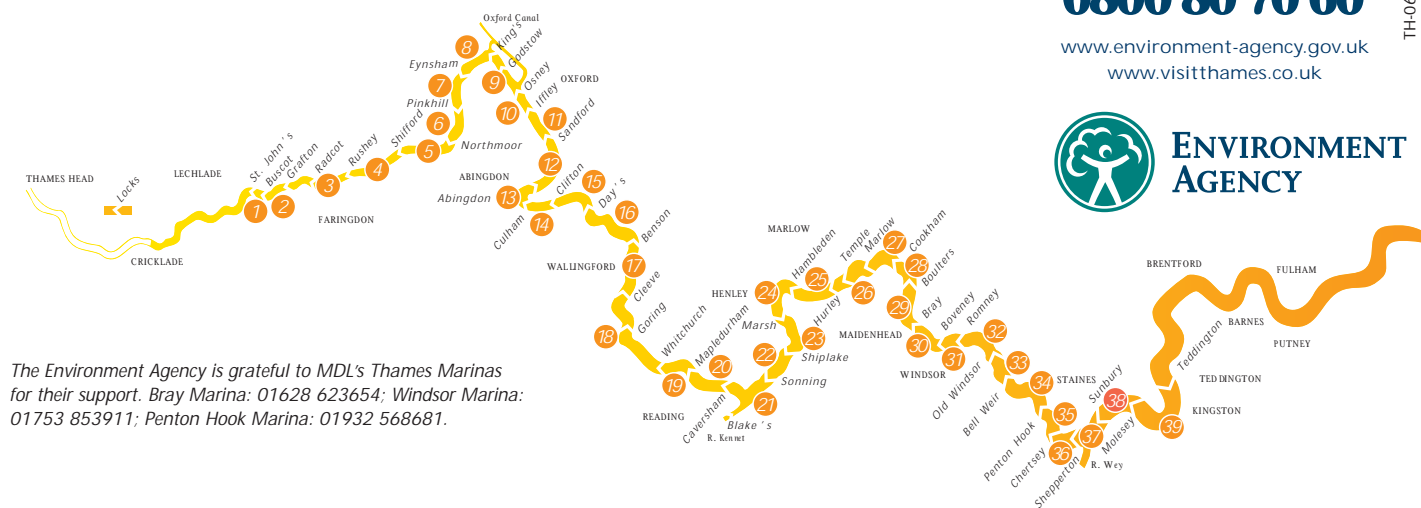 0800 80 70 60
TH-06
www.environment-agency.gov.uk
www.visitthames.co.uk
ENVIRONMENT
AGENCY
Oxford Canal
King's
8
Godstow
Eynsham
9
Osney
7
OXFORD
Iffley
Pinkhill
10
6
11
Sandford
Shifford
5
Northmoor
Rushey
4
Radcot
3
Grafton
Buscot
St. John's
2
1
LECHLADE
THAMES HEAD
Locks
FARINGDON
CRICKLADE
12
ABINGDON
Abingdon
13
Clifton
15
Day's
Culham
14
16
Benson
WALLINGFORD
17
Cleeve
Goring
18
Whitchurch
Mapledurham
19
20
READING
Caversham
Blake's
R. Kennet
21
22
Sonning
Shiplake
23
Marsh
HENLEY
24
Hambleden
MARLOW
25
Hurley
Temple
Marlow
26
27
Cookham
28
Boulters
MAIDENHEAD
29
Bray
30
Boveney
31
Romney
WINDSOR
32
Old Windsor
33
Bell Weir
34
STAINES
35
Penton Hook
Sunbury
38
Chertsey
36
37
Shepperton
Molesey
R. Wey
39
Teddington
TEDDINGTON
KINGSTON
BRENTFORD
FULHAM
BARNES
PUTNEY
The Environment Agency is grateful to MDL's Thames Marinas
for their support. Bray Marina: 01628 623654; Windsor Marina:
01753 853911; Penton Hook Marina: 01932 568681.